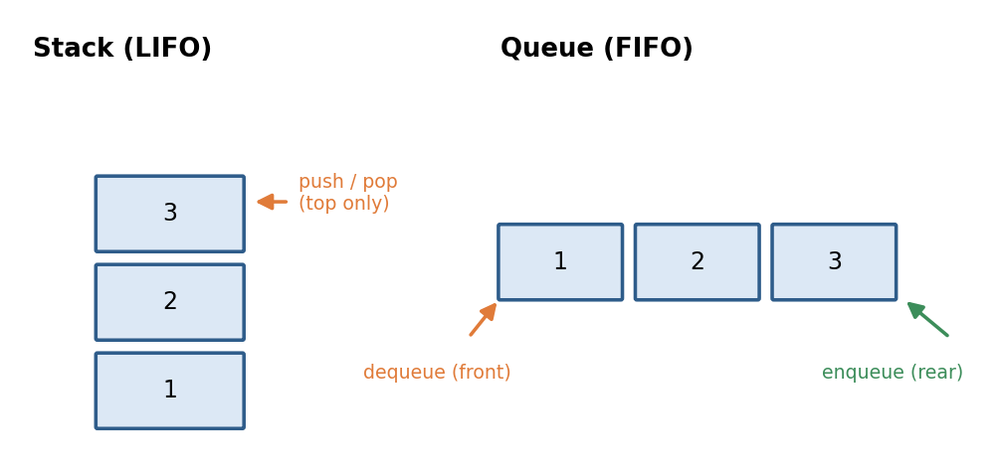 Stack (LIFO)
3
push / pop
(top only)
2
1
Queue (FIFO)
1 2 3
dequeue (front)
enqueue (rear)